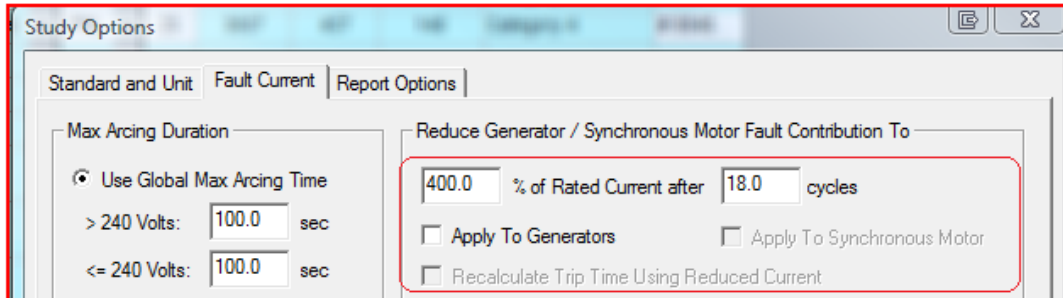 Study Options
Standard and Unit
Fault Current
Report Options
Max Arcing Duration
Use Global Max Arcing Time
> 240 Volts: 100.0 sec
<= 240 Volts: 100.0 sec
Reduce Generator / Synchronous Motor Fault Contribution To
400.0 % of Rated Current after 18.0 cycles
Apply To Generators
Apply To Synchronous Motor
Recalculate Trip Time Using Reduced Current